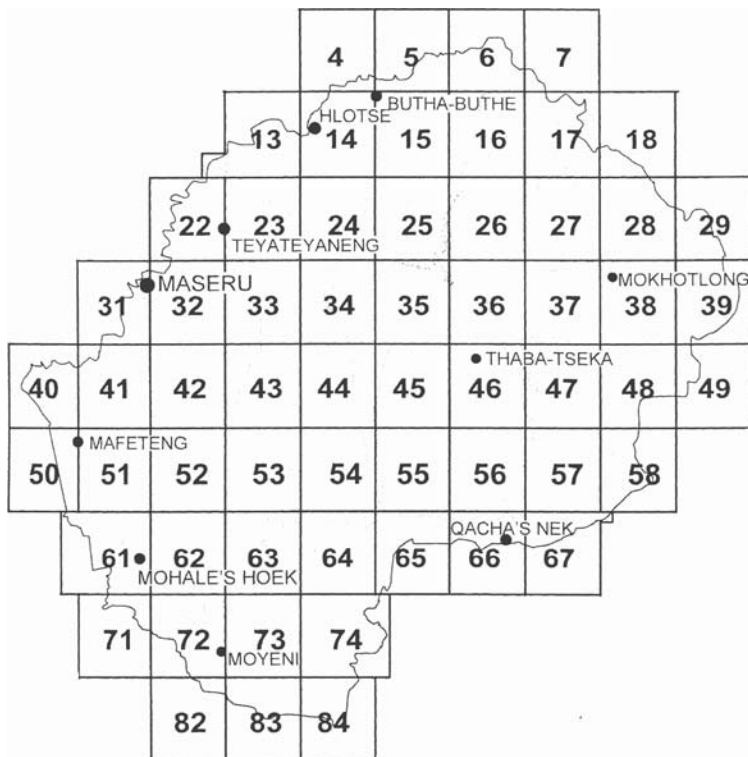 4 5 6 7
BUTHA-BUTHE
HLOTSE
13 14 15 16 17 18
22 23 24 25 26 27 28 29
TEYATEYANENG
MOKHOTLONG
MASERU
31 32 33 34 35 36 37 38 39
THABA-TSEKA
40 41 42 43 44 45 46 47 48 49
MAFETENG
50 51 52 53 54 55 56 57 58
QACHA'S NEK
61 62 63 64 65 66 67
MOHALE'S HOEK
71 72 73 74
MOYENI
82 83 84